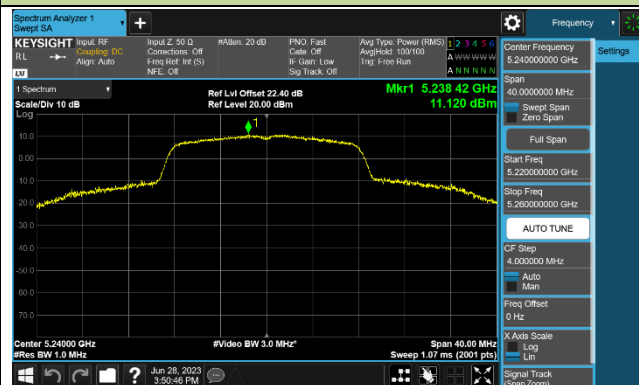 Spectrum Analyzer 1
Swept SA
+
Frequency
KEYSIGHT
Input: RF
Input Z: 50 Ω
#Atten: 20 dB
PNO: Fast
Avg Type: Power (RMS)
1 2 3 4 5 6
RL
Coupling: DC
Corrections: Off
Gate: Off
Avg|Hold: 100/100
A W W W W W
Align: Auto
Freq Ref: Int (S)
IF Gain: Low
Trig: Free Run
NFE: Off
Sig Track: Off
A N N N N N
LXI
1 Spectrum
Ref Lvl Offset 22.40 dB
Mkr1 5.238 42 GHz
Scale/Div 10 dB
Ref Level 20.00 dBm
11.120 dBm
Log
1
10.0
0.00
-10.0
-20.0
-30.0
-40.0
-50.0
-60.0
-70.0
Center 5.24000 GHz
#Video BW 3.0 MHz*
Span 40.00 MHz
#Res BW 1.0 MHz
Sweep 1.07 ms (2001 pts)
Jun 28, 2023
3:50:46 PM
?
Center Frequency
5.240000000 GHz
Settings
Span
40.0000000 MHz
Swept Span
Zero Span
Full Span
Start Freq
5.220000000 GHz
Stop Freq
5.260000000 GHz
AUTO TUNE
CF Step
4.000000 MHz
Auto
Man
Freq Offset
0 Hz
X Axis Scale
Log
Lin
Signal Track
(Span Zoom)